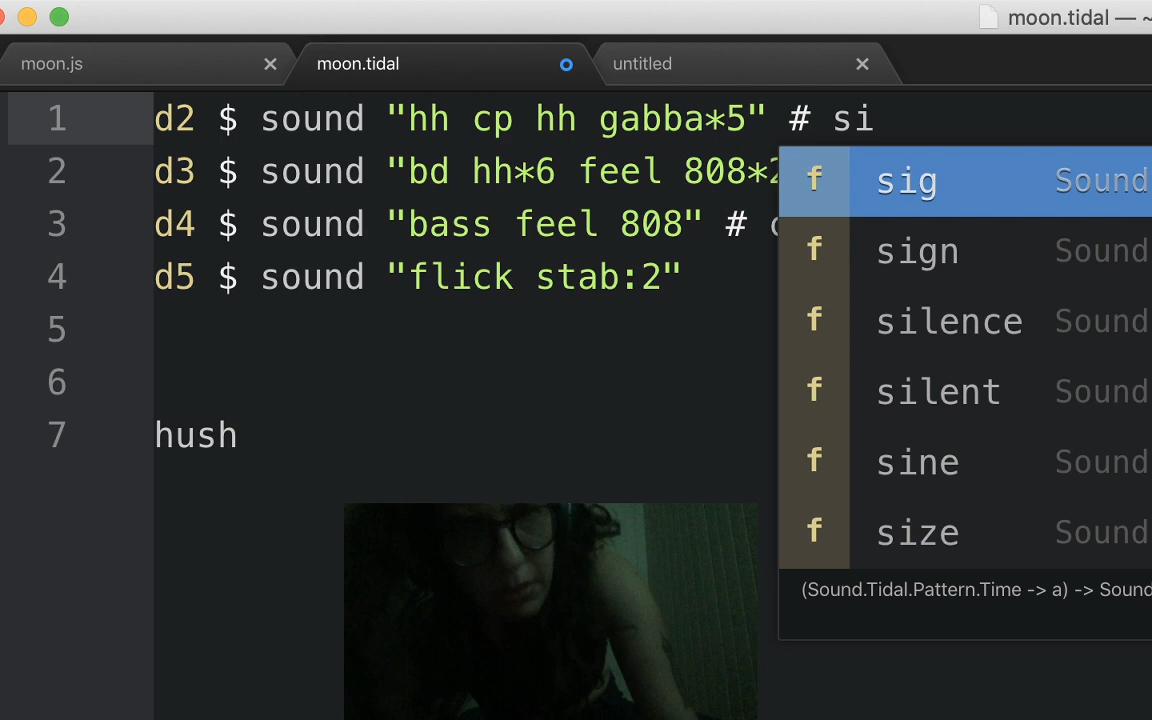 moon.tidal — ~
moon.js
moon.tidal
untitled
1 d2 $ sound "hh cp hh gabba*5" # si
2 d3 $ sound "bd hh*6 feel 808*2
3 d4 $ sound "bass feel 808" #
4 d5 $ sound "flick stab:2"
5
6
7 hush
f sig Sound
f sign Sound
f silence Sound
f silent Sound
f sine Sound
f size Sound
(Sound.Tidal.Pattern.Time -> a) -> Sound